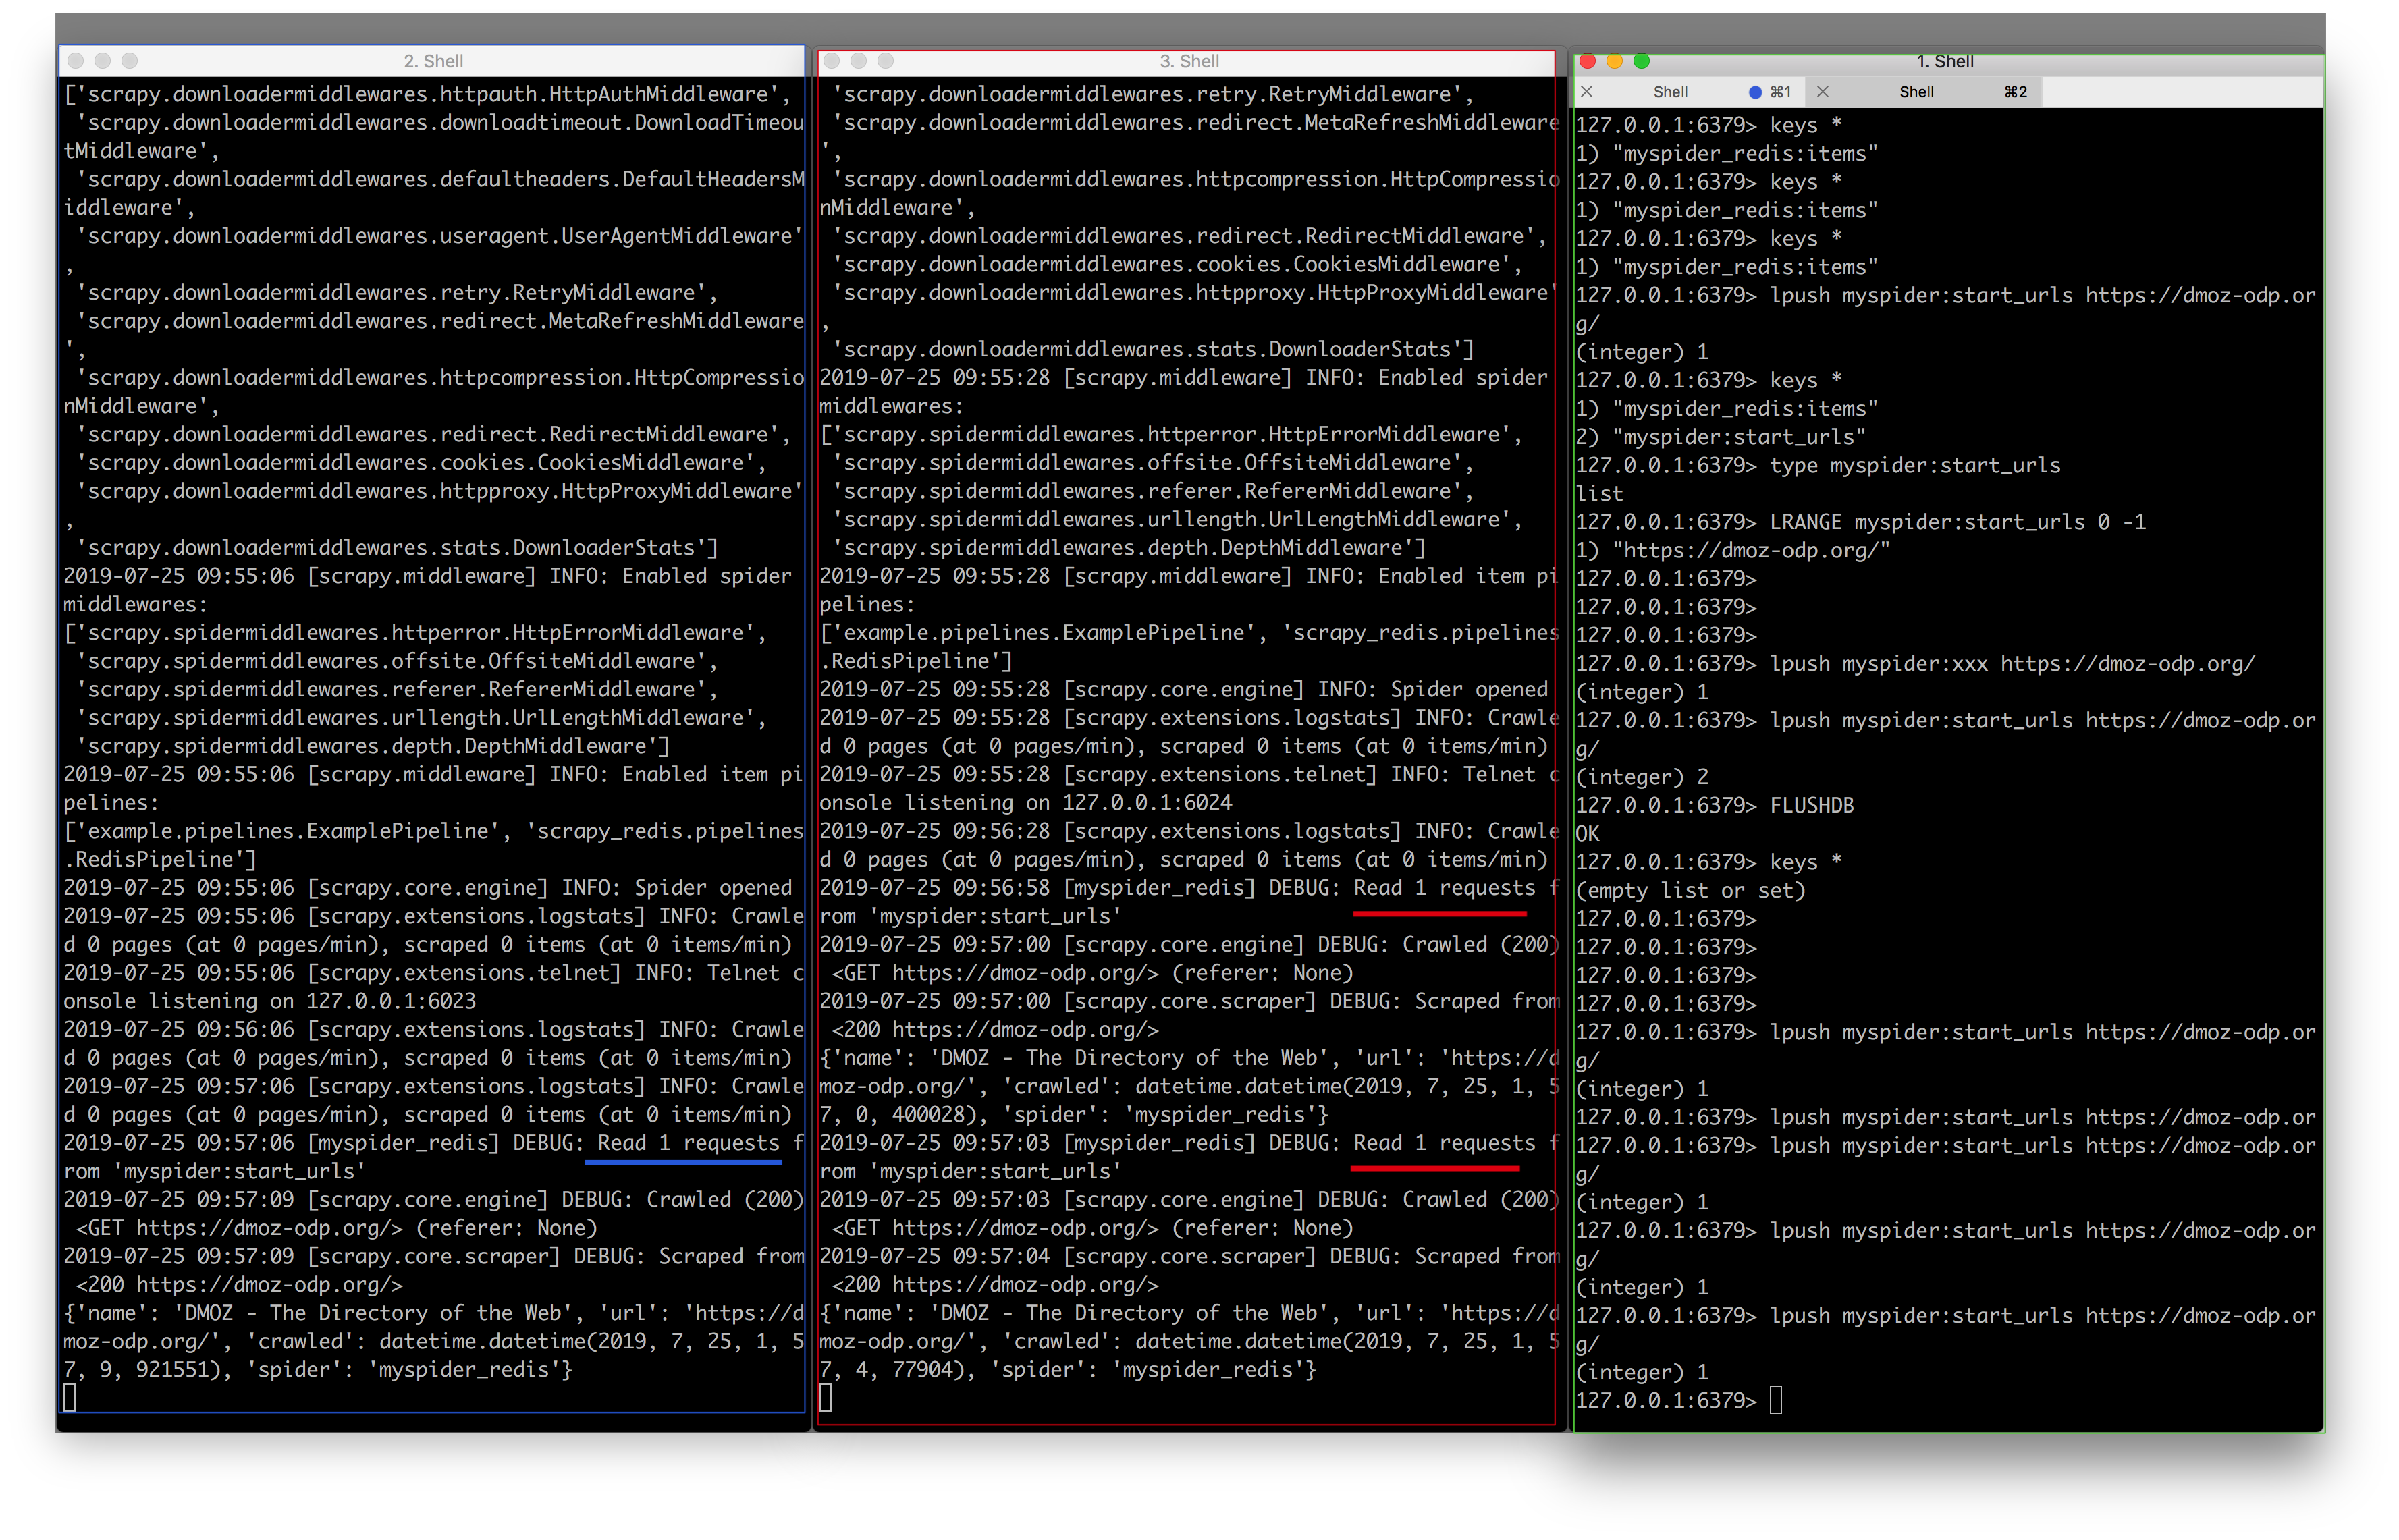 2. Shell
['scrapy.downloadermiddlewares.httpauth.HttpAuthMiddleware',
 'scrapy.downloadermiddlewares.downloadtimeout.DownloadTimeou
tMiddleware',
 'scrapy.downloadermiddlewares.defaultheaders.DefaultHeadersM
iddleware',
 'scrapy.downloadermiddlewares.useragent.UserAgentMiddleware'
,
 'scrapy.downloadermiddlewares.retry.RetryMiddleware',
 'scrapy.downloadermiddlewares.redirect.MetaRefreshMiddleware
',
 'scrapy.downloadermiddlewares.httpcompression.HttpCompressio
nMiddleware',
 'scrapy.downloadermiddlewares.redirect.RedirectMiddleware',
 'scrapy.downloadermiddlewares.cookies.CookiesMiddleware',
 'scrapy.downloadermiddlewares.httpproxy.HttpProxyMiddleware'
,
 'scrapy.downloadermiddlewares.stats.DownloaderStats']
2019-07-25 09:55:06 [scrapy.middleware] INFO: Enabled spider
middlewares:
['scrapy.spidermiddlewares.httperror.HttpErrorMiddleware',
 'scrapy.spidermiddlewares.offsite.OffsiteMiddleware',
 'scrapy.spidermiddlewares.referer.RefererMiddleware',
 'scrapy.spidermiddlewares.urllength.UrlLengthMiddleware',
 'scrapy.spidermiddlewares.depth.DepthMiddleware']
2019-07-25 09:55:06 [scrapy.middleware] INFO: Enabled item pi
pelines:
['example.pipelines.ExamplePipeline', 'scrapy_redis.pipelines
.RedisPipeline']
2019-07-25 09:55:06 [scrapy.core.engine] INFO: Spider opened
2019-07-25 09:55:06 [scrapy.extensions.logstats] INFO: Crawle
d 0 pages (at 0 pages/min), scraped 0 items (at 0 items/min)
2019-07-25 09:55:06 [scrapy.extensions.telnet] INFO: Telnet c
onsole listening on 127.0.0.1:6023
2019-07-25 09:56:06 [scrapy.extensions.logstats] INFO: Crawle
d 0 pages (at 0 pages/min), scraped 0 items (at 0 items/min)
2019-07-25 09:57:06 [scrapy.extensions.logstats] INFO: Crawle
d 0 pages (at 0 pages/min), scraped 0 items (at 0 items/min)
2019-07-25 09:57:06 [myspider_redis] DEBUG: Read 1 requests f
rom 'myspider:start_urls'
2019-07-25 09:57:09 [scrapy.core.engine] DEBUG: Crawled (200)
 <GET https://dmoz-odp.org/> (referer: None)
2019-07-25 09:57:09 [scrapy.core.scraper] DEBUG: Scraped from
 <200 https://dmoz-odp.org/>
{'name': 'DMOZ - The Directory of the Web', 'url': 'https://d
moz-odp.org/', 'crawled': datetime.datetime(2019, 7, 25, 1, 5
7, 9, 921551), 'spider': 'myspider_redis'}
3. Shell
 'scrapy.downloadermiddlewares.retry.RetryMiddleware',
 'scrapy.downloadermiddlewares.redirect.MetaRefreshMiddleware
',
 'scrapy.downloadermiddlewares.httpcompression.HttpCompressio
nMiddleware',
 'scrapy.downloadermiddlewares.redirect.RedirectMiddleware',
 'scrapy.downloadermiddlewares.cookies.CookiesMiddleware',
 'scrapy.downloadermiddlewares.httpproxy.HttpProxyMiddleware'
,
 'scrapy.downloadermiddlewares.stats.DownloaderStats']
2019-07-25 09:55:28 [scrapy.middleware] INFO: Enabled spider
middlewares:
['scrapy.spidermiddlewares.httperror.HttpErrorMiddleware',
 'scrapy.spidermiddlewares.offsite.OffsiteMiddleware',
 'scrapy.spidermiddlewares.referer.RefererMiddleware',
 'scrapy.spidermiddlewares.urllength.UrlLengthMiddleware',
 'scrapy.spidermiddlewares.depth.DepthMiddleware']
2019-07-25 09:55:28 [scrapy.middleware] INFO: Enabled item pi
pelines:
['example.pipelines.ExamplePipeline', 'scrapy_redis.pipelines
.RedisPipeline']
2019-07-25 09:55:28 [scrapy.core.engine] INFO: Spider opened
2019-07-25 09:55:28 [scrapy.extensions.logstats] INFO: Crawle
d 0 pages (at 0 pages/min), scraped 0 items (at 0 items/min)
2019-07-25 09:55:28 [scrapy.extensions.telnet] INFO: Telnet c
onsole listening on 127.0.0.1:6024
2019-07-25 09:56:28 [scrapy.extensions.logstats] INFO: Crawle
d 0 pages (at 0 pages/min), scraped 0 items (at 0 items/min)
2019-07-25 09:56:58 [myspider_redis] DEBUG: Read 1 requests f
rom 'myspider:start_urls'
2019-07-25 09:57:00 [scrapy.core.engine] DEBUG: Crawled (200)
 <GET https://dmoz-odp.org/> (referer: None)
2019-07-25 09:57:00 [scrapy.core.scraper] DEBUG: Scraped from
 <200 https://dmoz-odp.org/>
{'name': 'DMOZ - The Directory of the Web', 'url': 'https://d
moz-odp.org/', 'crawled': datetime.datetime(2019, 7, 25, 1, 5
7, 0, 400028), 'spider': 'myspider_redis'}
2019-07-25 09:57:03 [myspider_redis] DEBUG: Read 1 requests f
rom 'myspider:start_urls'
2019-07-25 09:57:03 [scrapy.core.engine] DEBUG: Crawled (200)
 <GET https://dmoz-odp.org/> (referer: None)
2019-07-25 09:57:04 [scrapy.core.scraper] DEBUG: Scraped from
 <200 https://dmoz-odp.org/>
{'name': 'DMOZ - The Directory of the Web', 'url': 'https://d
moz-odp.org/', 'crawled': datetime.datetime(2019, 7, 25, 1, 5
7, 4, 77904), 'spider': 'myspider_redis'}
1. Shell
Shell ⌘1 Shell ⌘2
127.0.0.1:6379> keys *
1) "myspider_redis:items"
127.0.0.1:6379> keys *
1) "myspider_redis:items"
127.0.0.1:6379> keys *
1) "myspider_redis:items"
127.0.0.1:6379> lpush myspider:start_urls https://dmoz-odp.or
g/
(integer) 1
127.0.0.1:6379> keys *
1) "myspider_redis:items"
2) "myspider:start_urls"
127.0.0.1:6379> type myspider:start_urls
list
127.0.0.1:6379> LRANGE myspider:start_urls 0 -1
1) "https://dmoz-odp.org/"
127.0.0.1:6379>
127.0.0.1:6379>
127.0.0.1:6379>
127.0.0.1:6379> lpush myspider:xxx https://dmoz-odp.org/
(integer) 1
127.0.0.1:6379> lpush myspider:start_urls https://dmoz-odp.or
g/
(integer) 2
127.0.0.1:6379> FLUSHDB
OK
127.0.0.1:6379> keys *
(empty list or set)
127.0.0.1:6379>
127.0.0.1:6379>
127.0.0.1:6379>
127.0.0.1:6379>
127.0.0.1:6379> lpush myspider:start_urls https://dmoz-odp.or
g/
(integer) 1
127.0.0.1:6379> lpush myspider:start_urls https://dmoz-odp.or
127.0.0.1:6379> lpush myspider:start_urls https://dmoz-odp.or
g/
(integer) 1
127.0.0.1:6379> lpush myspider:start_urls https://dmoz-odp.or
g/
(integer) 1
127.0.0.1:6379> lpush myspider:start_urls https://dmoz-odp.or
g/
(integer) 1
127.0.0.1:6379>